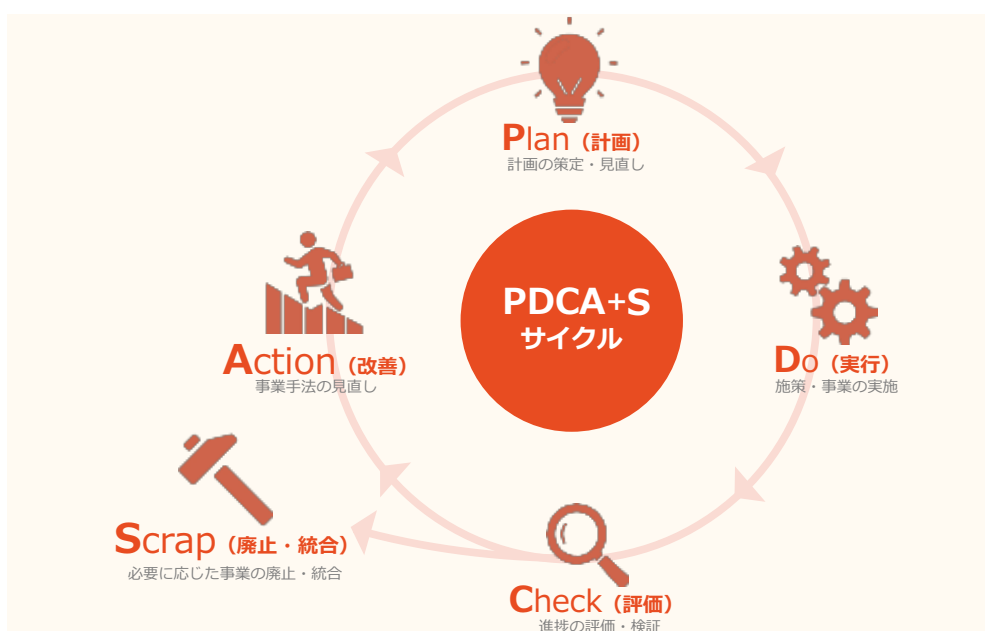 Plan（計画）
計画の策定・見直し
PDCA+S
サイクル
Do（実行）
施策・事業の実施
Action（改善）
事業手法の見直し
Scrap（廃止・統合）
必要に応じた事業の廃止・統合
Check（評価）
進捗の評価・検証